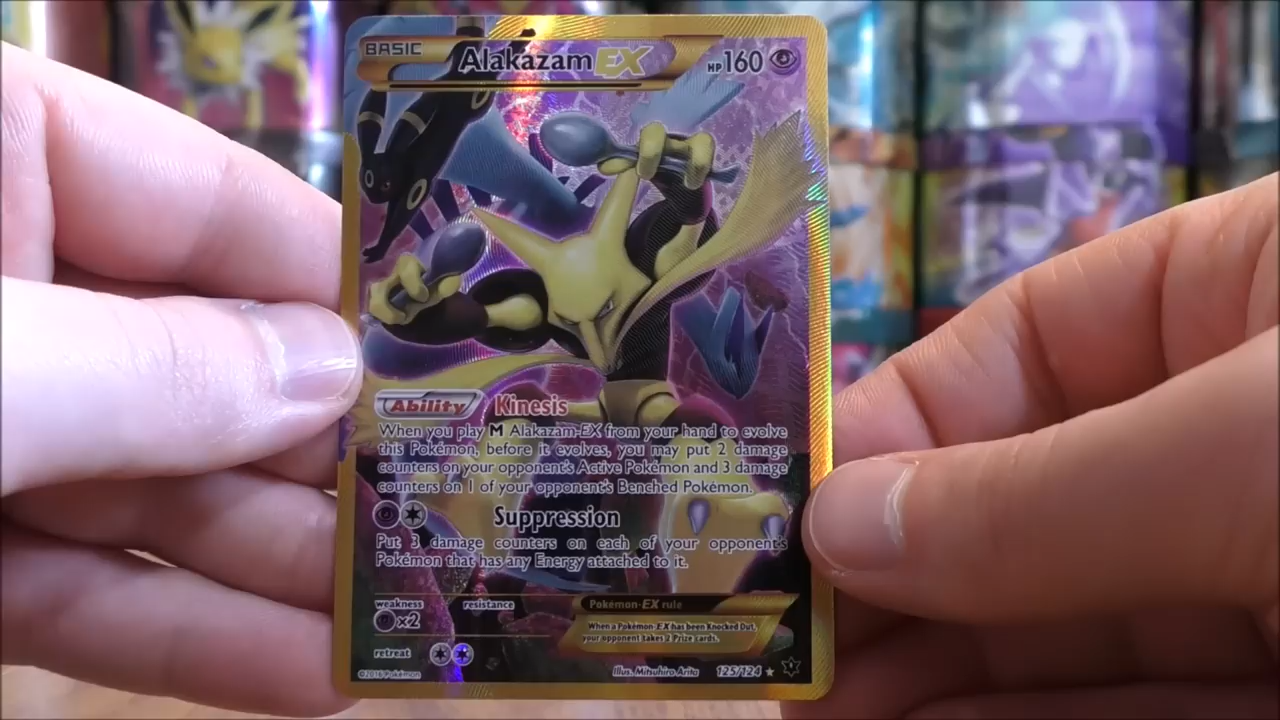 BASIC
Alakazam EX
HP160
Ability Kinesis
When you play M Alakazam-EX from your hand to evolve
this Pokémon, before it evolves, you may put 2 damage
counters on your opponent's Active Pokémon and 3 damage
counters on 1 of your opponent's Benched Pokémon.
Suppression
Put 3 damage counters on each of your opponent's
Pokémon that has any Energy attached to it.
weakness resistance
×2
Pokémon-EX rule
When a Pokémon-EX has been Knocked Out,
your opponent takes 2 Prize cards.
retreat
©2016 Pokémon
Illus. Mitsuhiro Arita
125/124